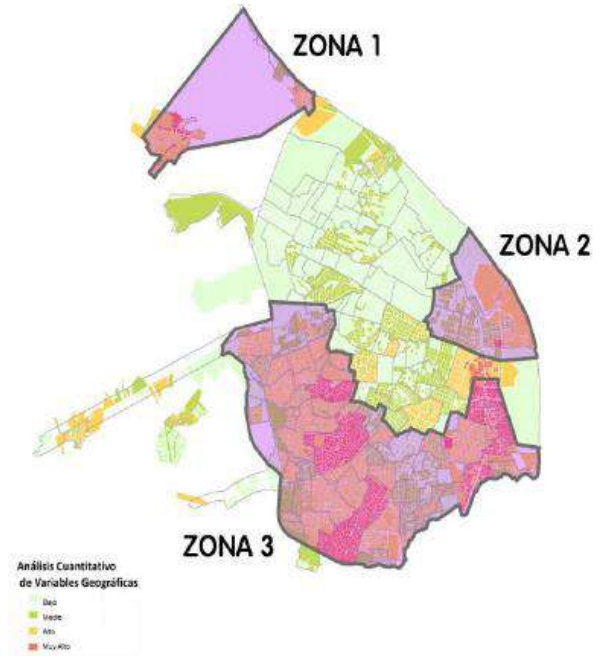 ZONA 1
ZONA 2
ZONA 3
Análisis Cuantitativo
de Variables Geográficas
Bajo
Medio
Alto
Muy Alto